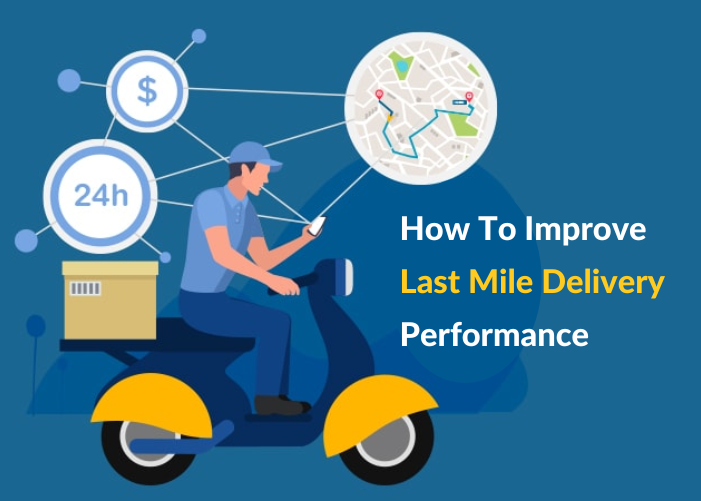 $
24h
How To Improve
Last Mile Delivery
Performance